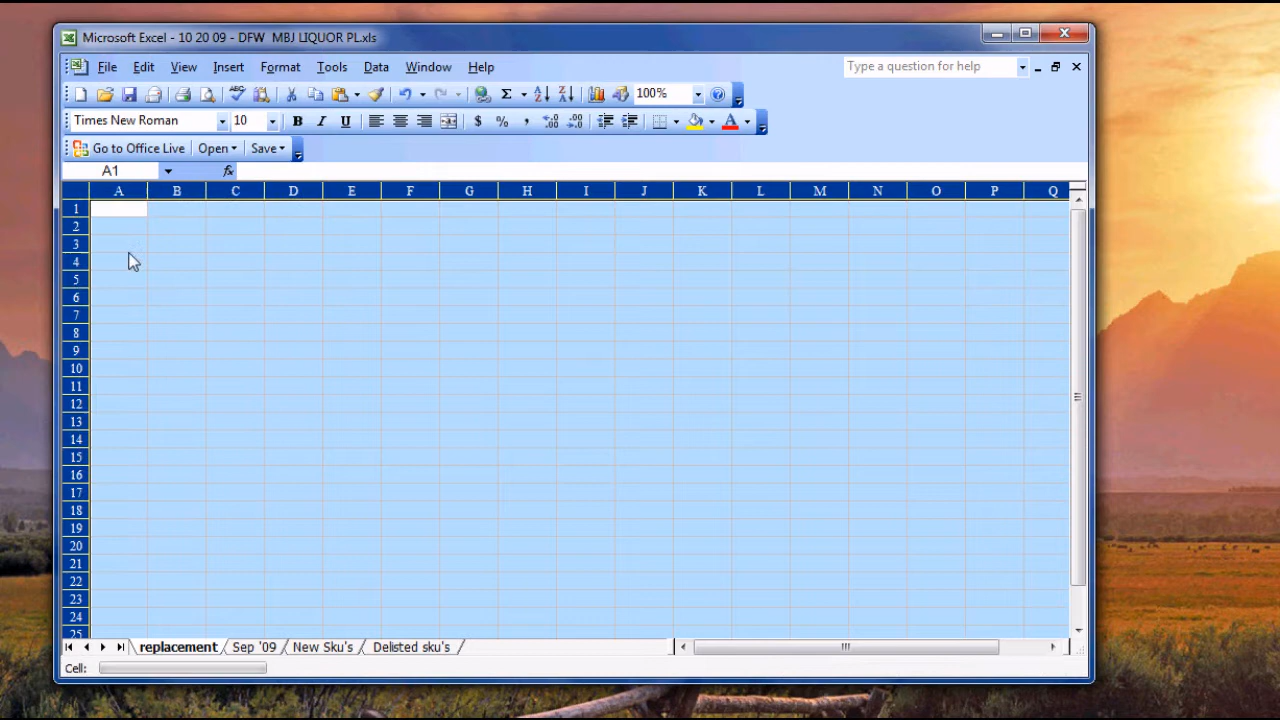 Microsoft Excel - 10 20 09 - DFW  MBJ LIQUOR PL.xls
File Edit View Insert Format Tools Data Window Help Type a question for help
ABC Σ A Z Z A 100% ?
Times New Roman 10 B I U $ % , A
Go to Office Live Open Save
A1 fx
A B C D E F G H I J K L M N O P Q
1
2
3
4
5
6
7
8
9
10
11
12
13
14
15
16
17
18
19
20
21
22
23
24
25
replacement Sep '09 New Sku's Delisted sku's
Cell: